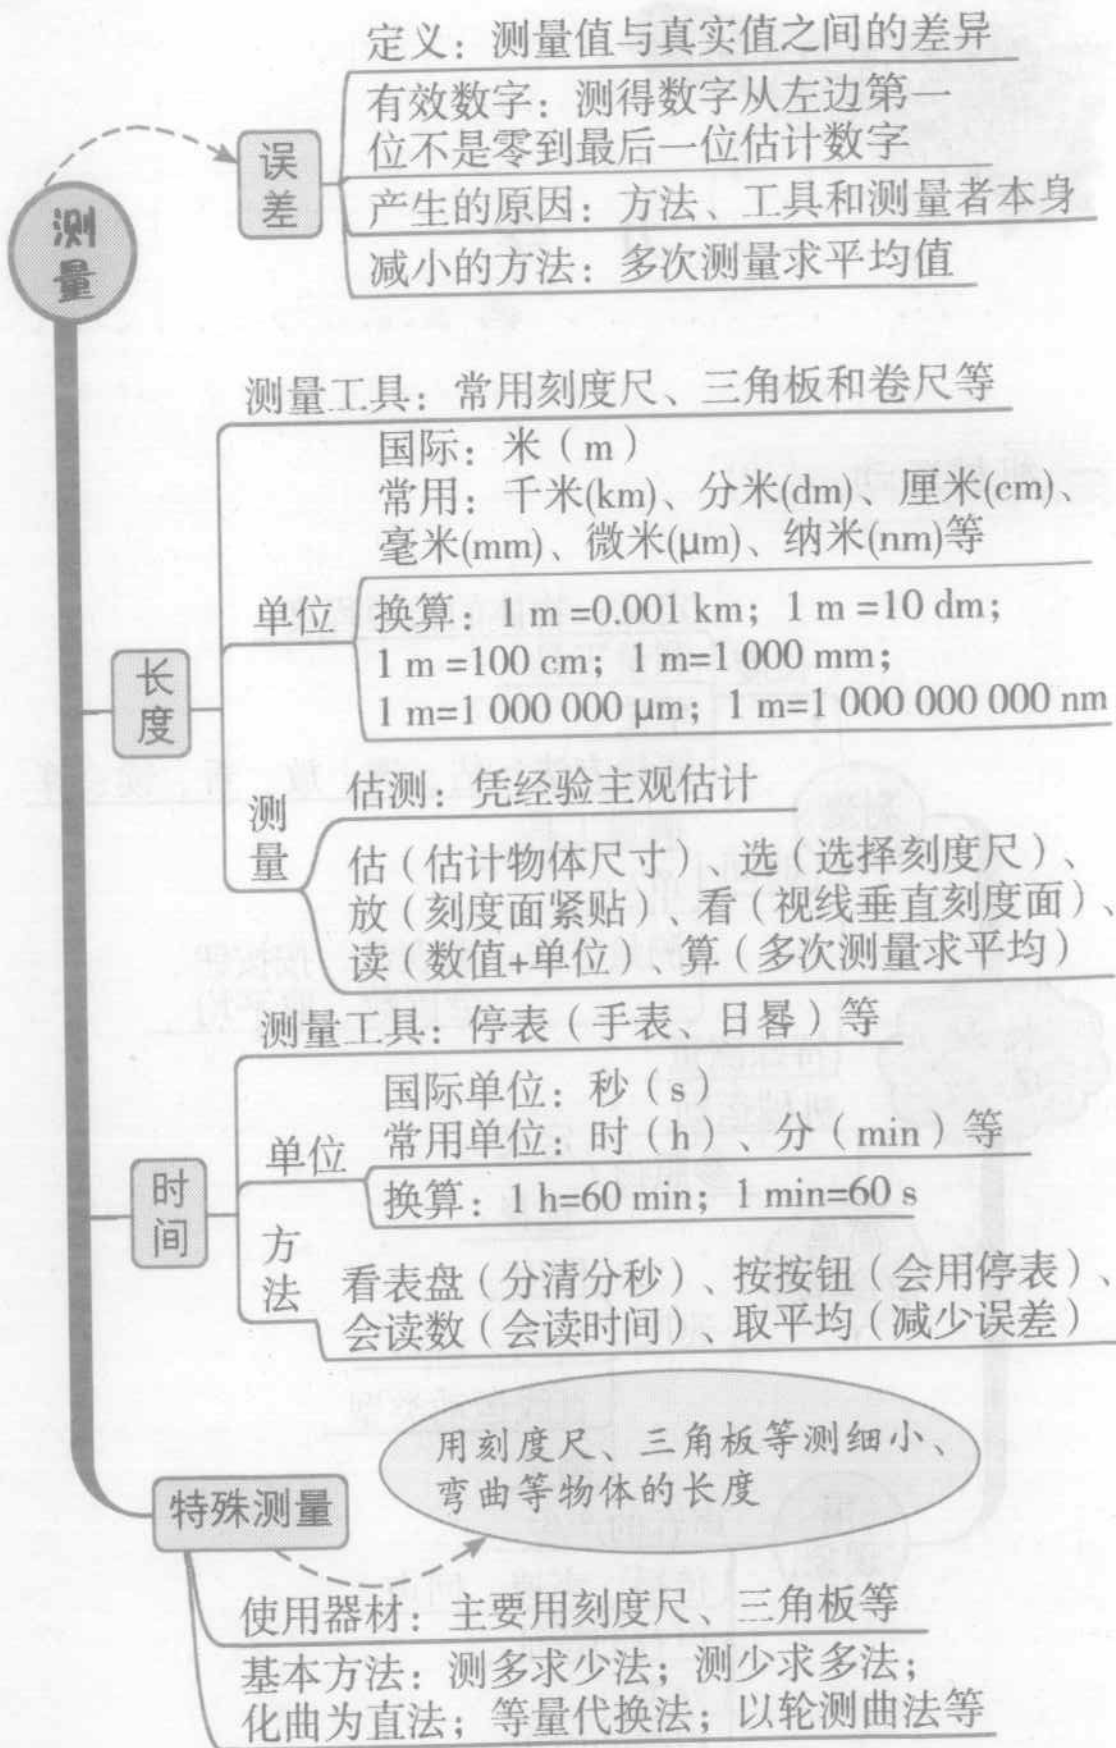 测量
误差
定义：测量值与真实值之间的差异
有效数字：测得数字从左边第一
位不是零到最后一位估计数字
产生的原因：方法、工具和测量者本身
减小的方法：多次测量求平均值
长度
测量工具：常用刻度尺、三角板和卷尺等
单位
国际：米（m）
常用：千米(km)、分米(dm)、厘米(cm)、
毫米(mm)、微米(μm)、纳米(nm)等
换算：1 m =0.001 km；1 m =10 dm；
1 m =100 cm；1 m=1 000 mm；
1 m=1 000 000 μm；1 m=1 000 000 000 nm
测量
估测：凭经验主观估计
估（估计物体尺寸）、选（选择刻度尺）、
放（刻度面紧贴）、看（视线垂直刻度面）、
读（数值+单位）、算（多次测量求平均）
时间
测量工具：停表（手表、日晷）等
单位
国际单位：秒（s）
常用单位：时（h）、分（min）等
换算：1 h=60 min；1 min=60 s
方法
看表盘（分清分秒）、按按钮（会用停表）、
会读数（会读时间）、取平均（减少误差）
特殊测量
用刻度尺、三角板等测细小、
弯曲等物体的长度
使用器材：主要用刻度尺、三角板等
基本方法：测多求少法；测少求多法；
化曲为直法；等量代换法；以轮测曲法等